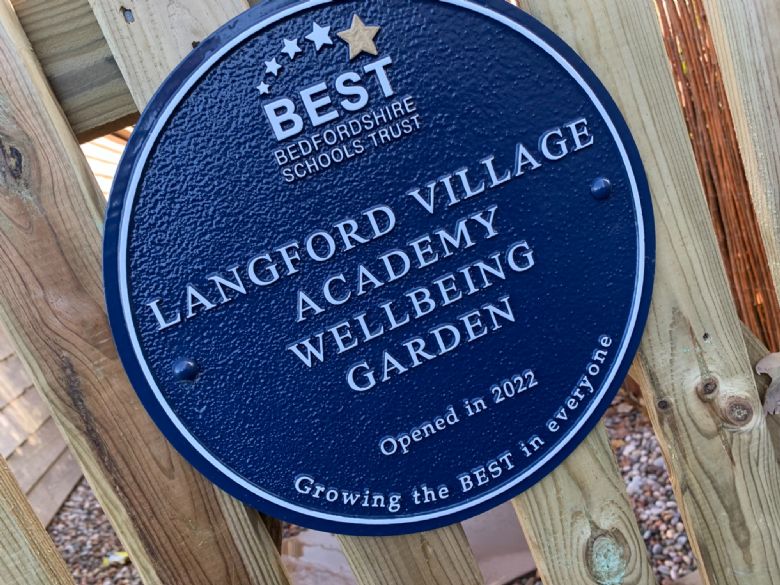 BEST
BEDFORDSHIRE
SCHOOLS TRUST
LANGFORD VILLAGE
ACADEMY
WELLBEING
GARDEN
Opened in 2022
Growing the BEST in everyone